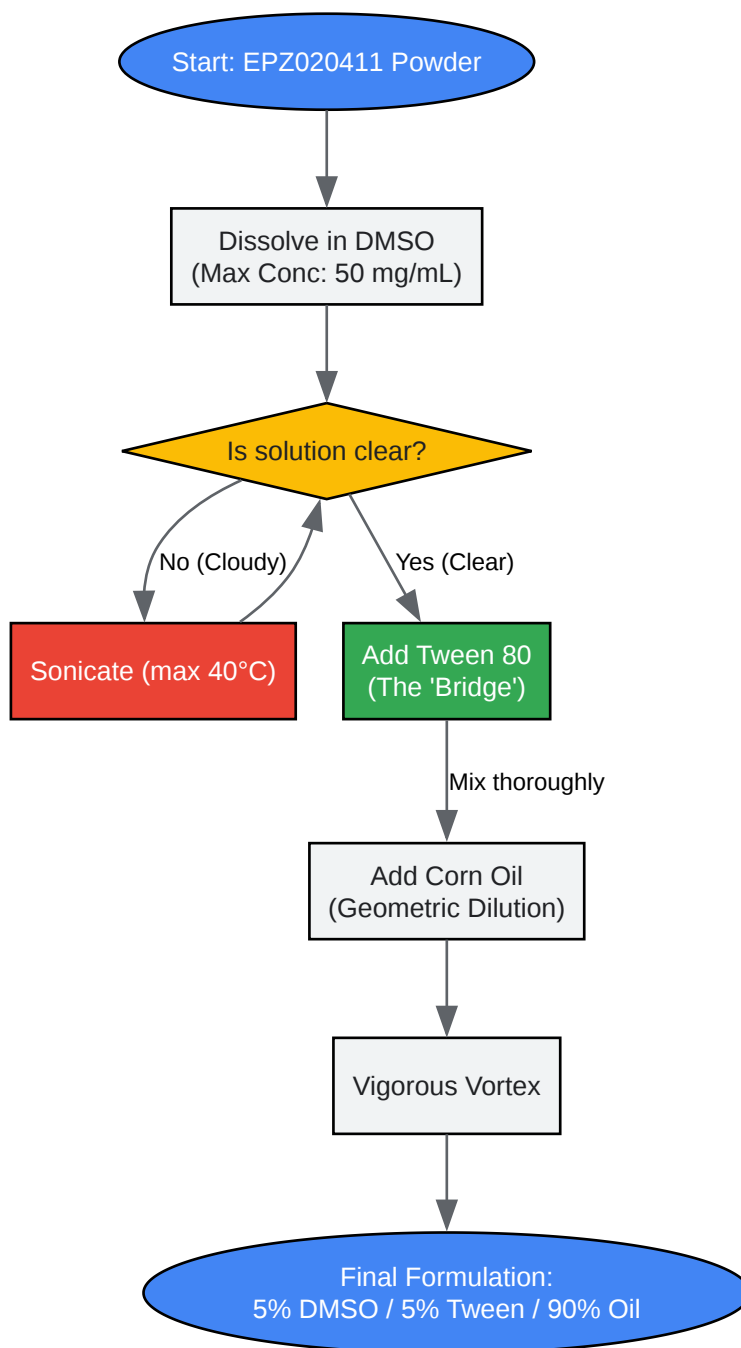 Start: EPZ020411 Powder
Dissolve in DMSO
(Max Conc: 50 mg/mL)
Is solution clear?
No (Cloudy)
Yes (Clear)
Sonicate (max 40°C)
Add Tween 80
(The 'Bridge')
Mix thoroughly
Add Corn Oil
(Geometric Dilution)
Vigorous Vortex
Final Formulation:
5% DMSO / 5% Tween / 90% Oil